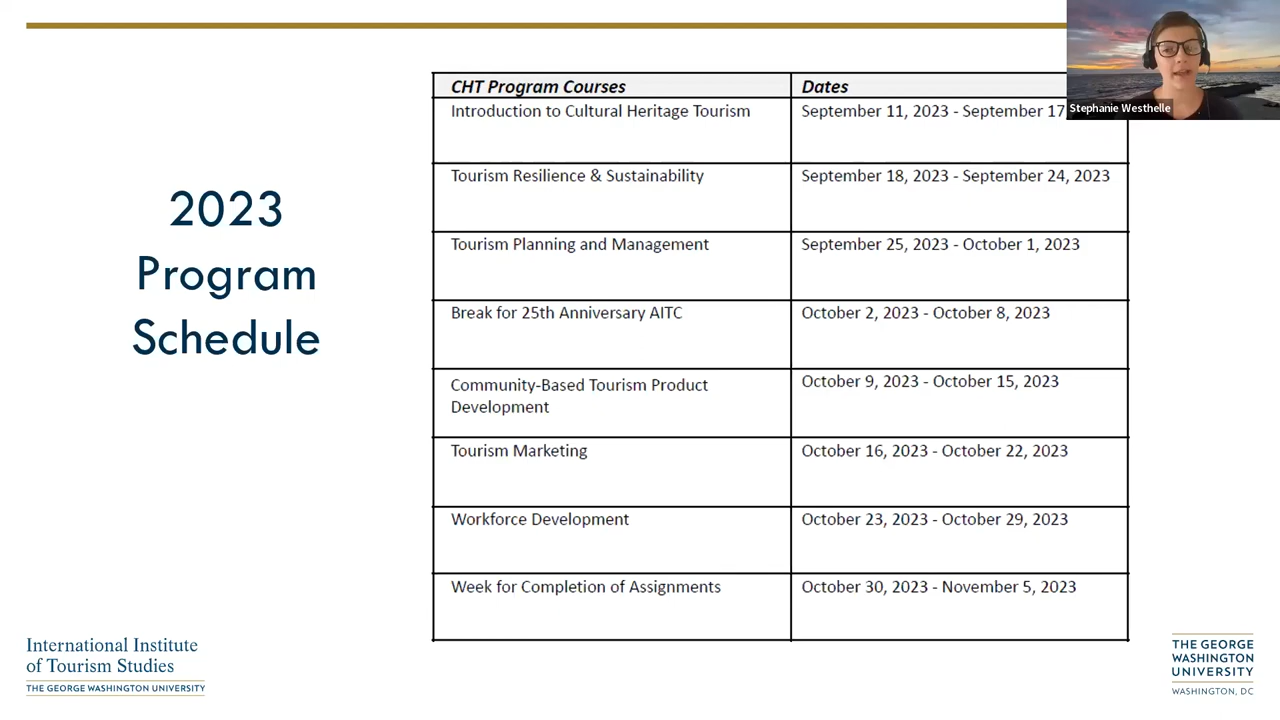 CHT Program Courses Dates
Stephanie Westhelle
Introduction to Cultural Heritage Tourism September 11, 2023 - September 17
Tourism Resilience & Sustainability September 18, 2023 - September 24, 2023
2023
Program
Schedule
Tourism Planning and Management September 25, 2023 - October 1, 2023
Break for 25th Anniversary AITC October 2, 2023 - October 8, 2023
Community-Based Tourism Product October 9, 2023 - October 15, 2023
Development
Tourism Marketing October 16, 2023 - October 22, 2023
Workforce Development October 23, 2023 - October 29, 2023
Week for Completion of Assignments October 30, 2023 - November 5, 2023
International Institute
of Tourism Studies
THE GEORGE WASHINGTON UNIVERSITY
THE GEORGE
WASHINGTON
UNIVERSITY
WASHINGTON, DC